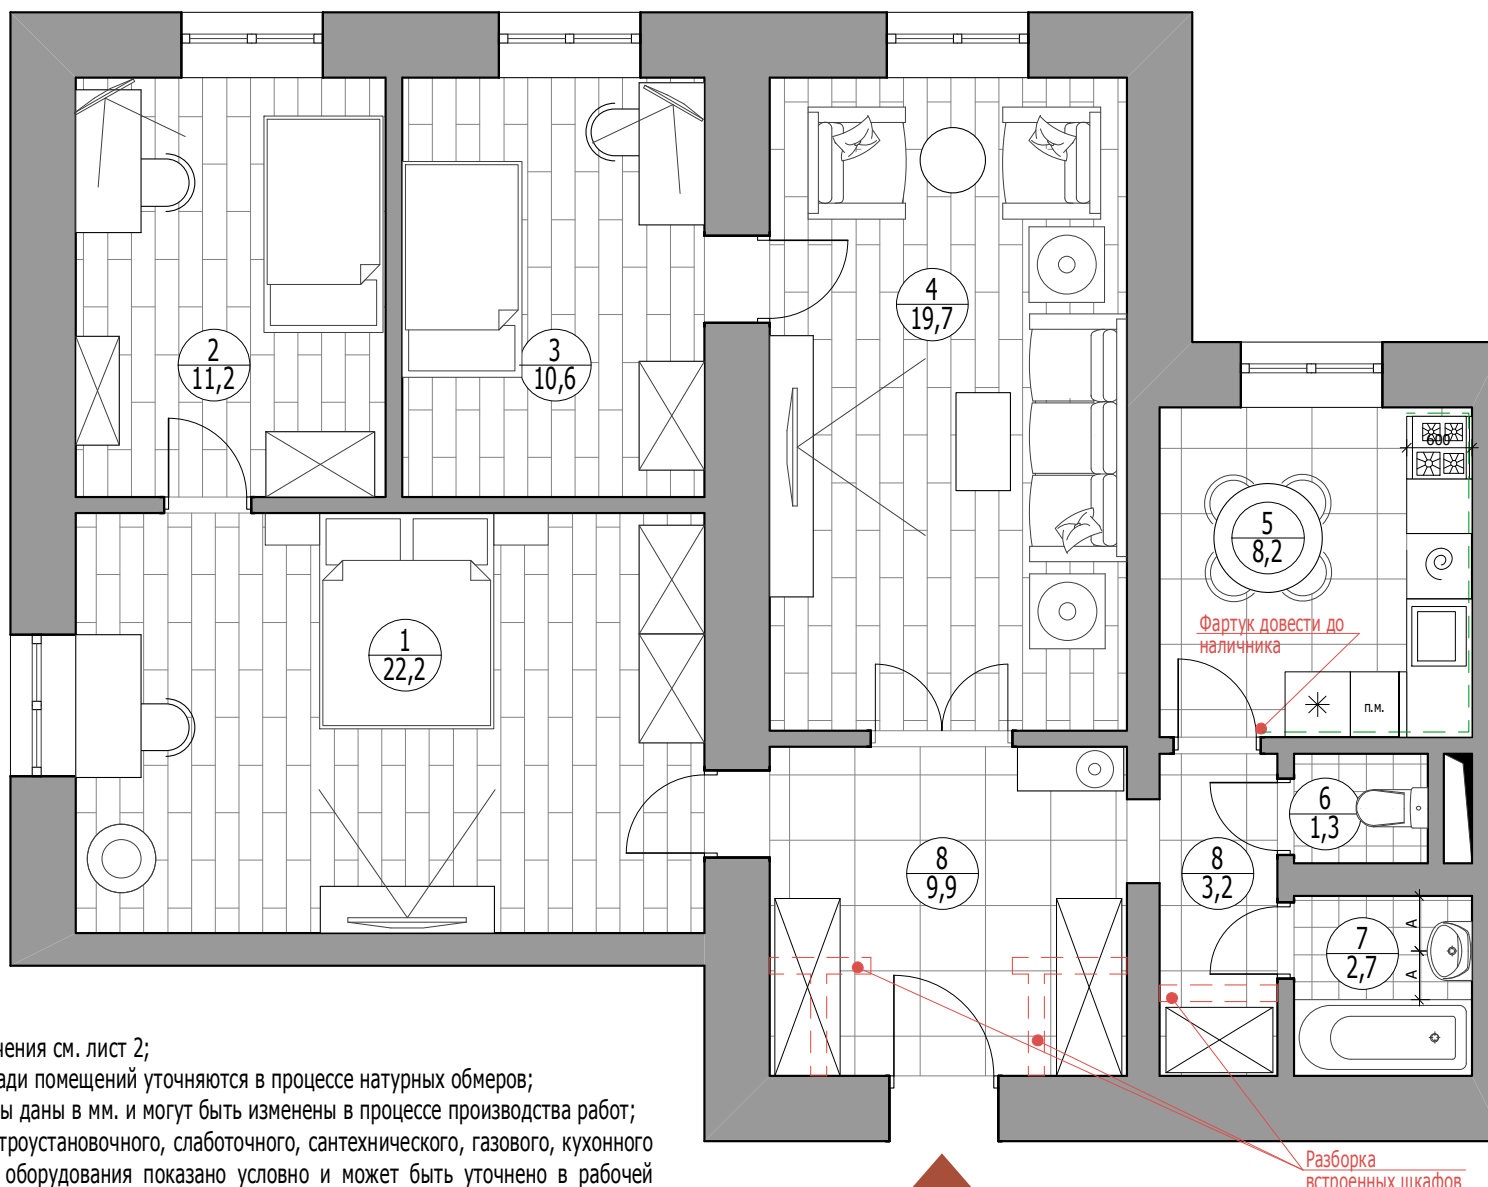 2
11,2
3
10,6
4
19,7
600
5
8,2
Фартук довести до
наличника
п.м.
1
22,2
6
1,3
8
9,9
8
3,2
7
2,7
A
A
чения см. лист 2;
ади помещений уточняются в процессе натурных обмеров;
ы даны в мм. и могут быть изменены в процессе производства работ;
троустановочного, слаботочного, сантехнического, газового, кухонного
оборудования показано условно и может быть уточнено в рабочей
Разборка
встроенных шкафов